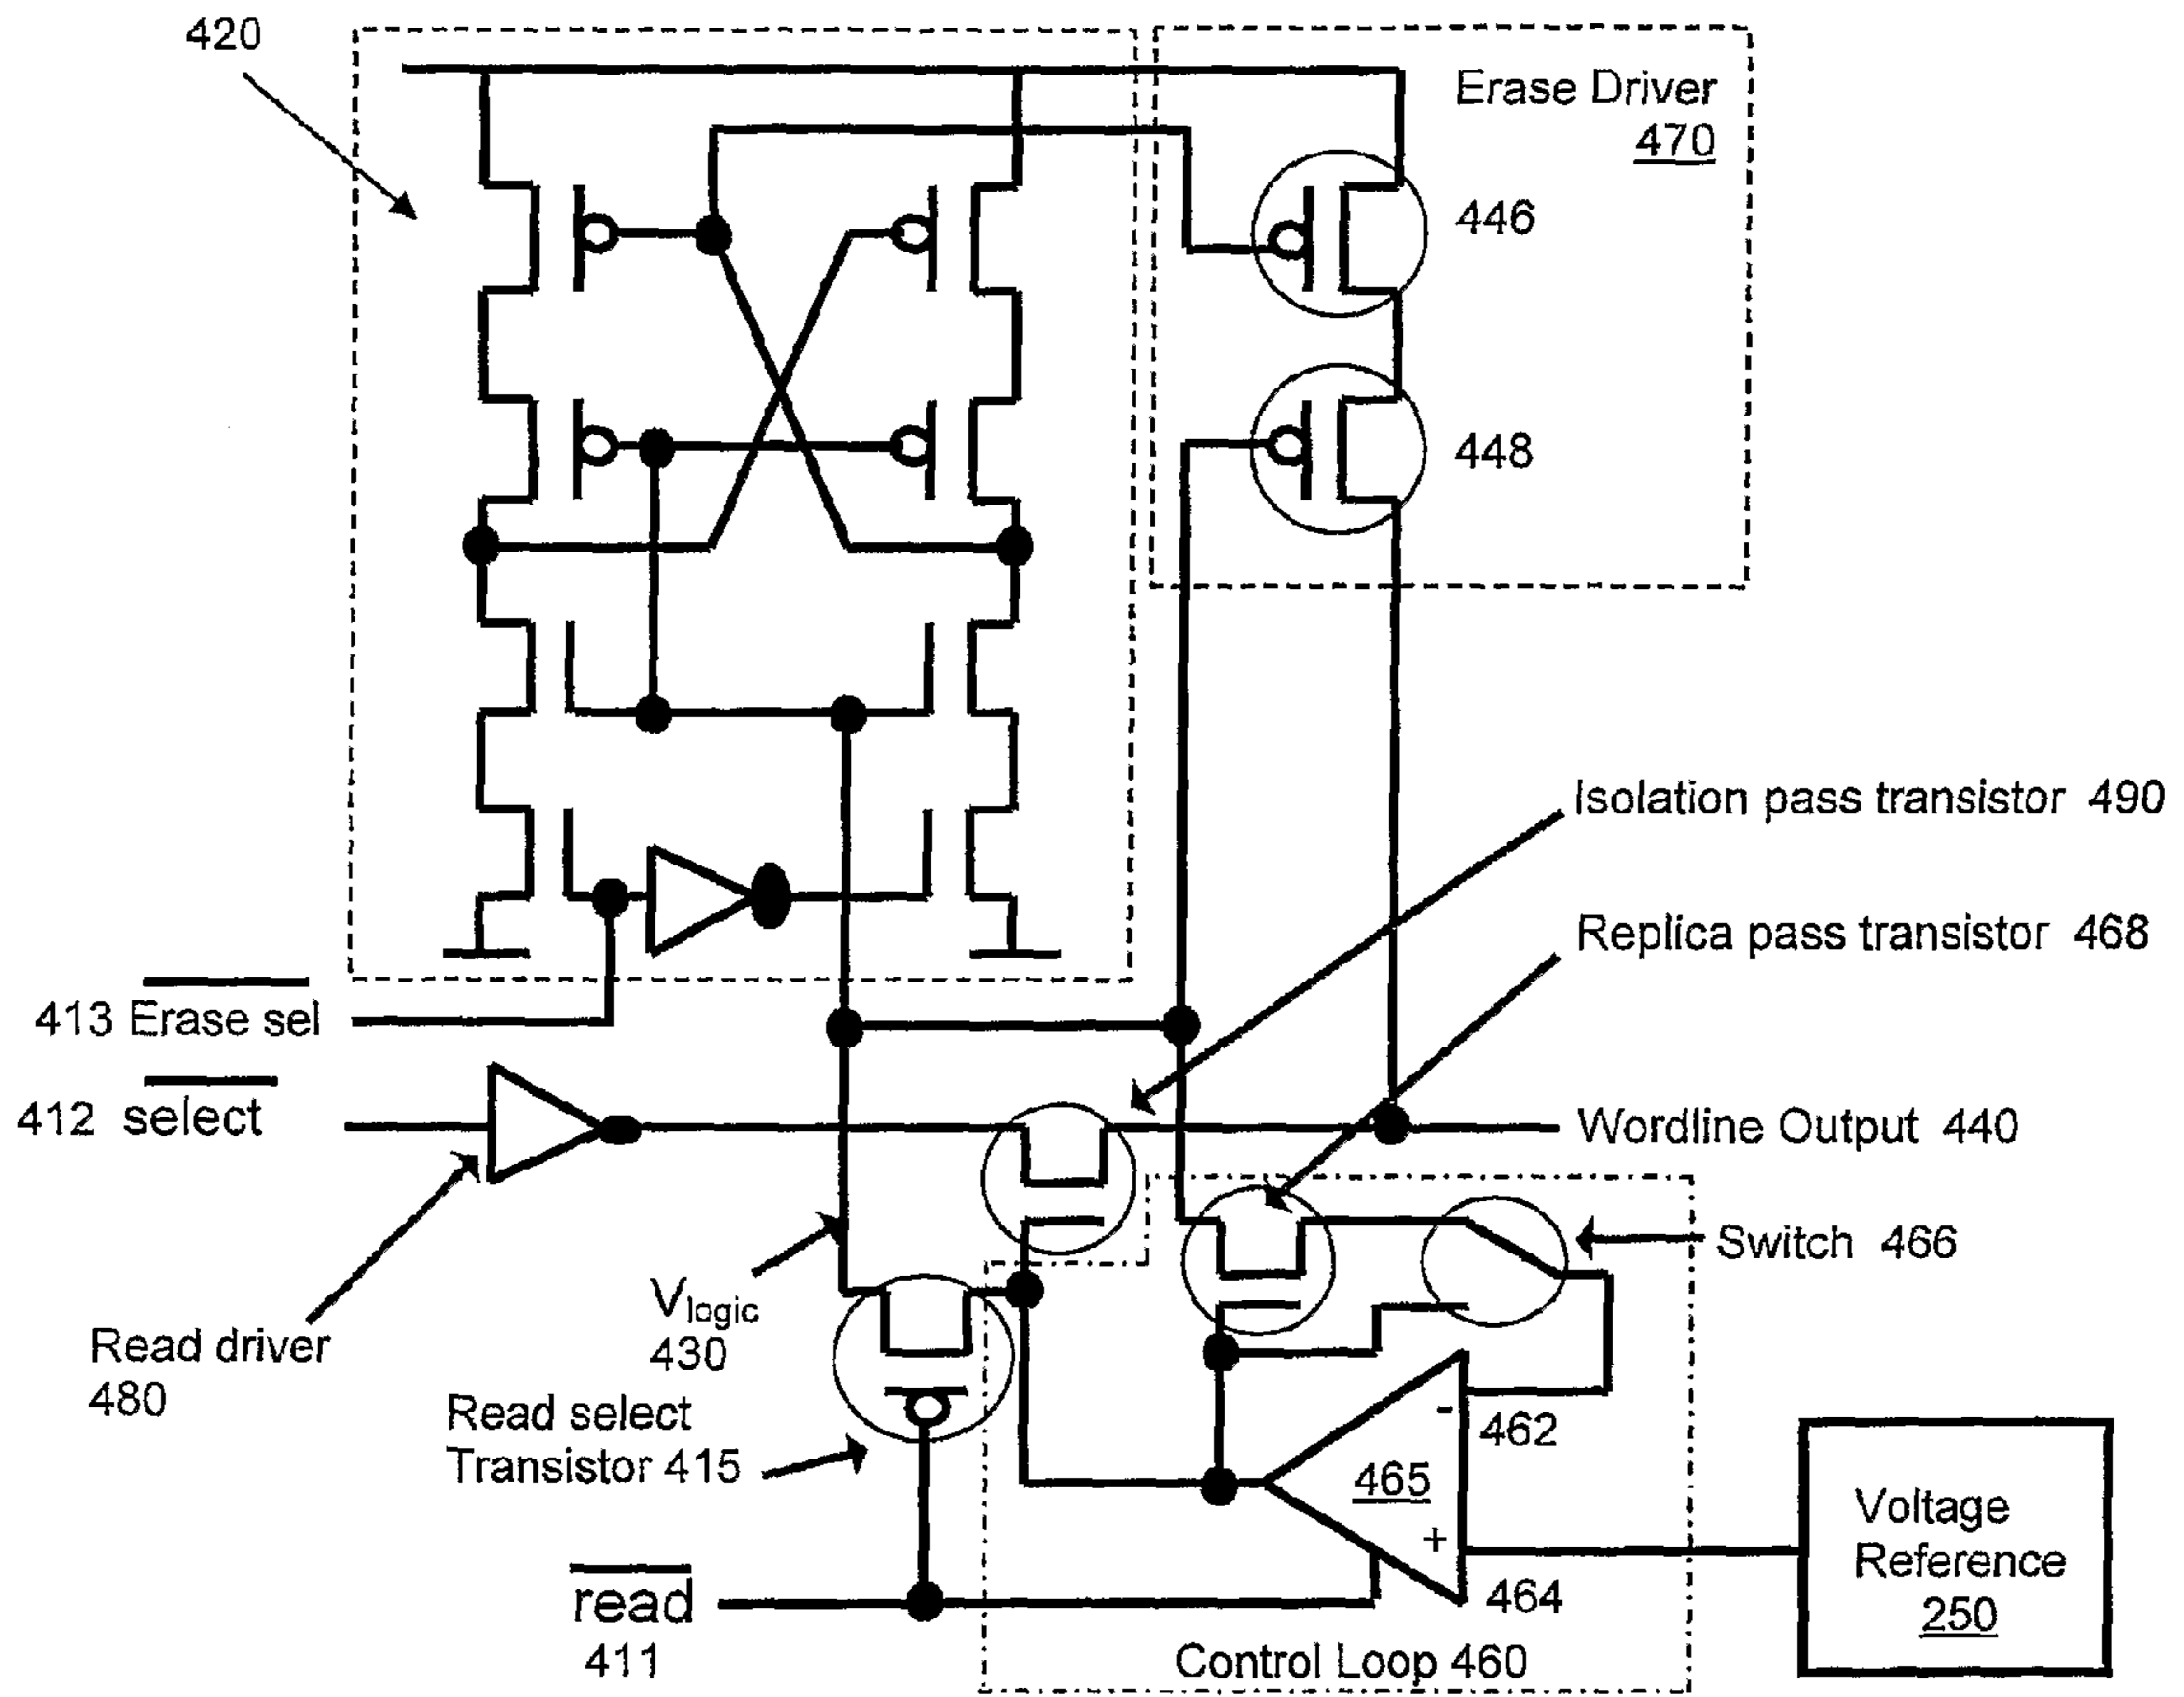 420
Erase Driver
470
446
448
Isolation pass transistor 490
Replica pass transistor 468
413 Erase sel
412 select
Wordline Output 440
Switch 466
Vlogic
430
Read driver
480
Read select
Transistor 415
-
462
465
+
464
Voltage
Reference
250
read
411
Control Loop 460